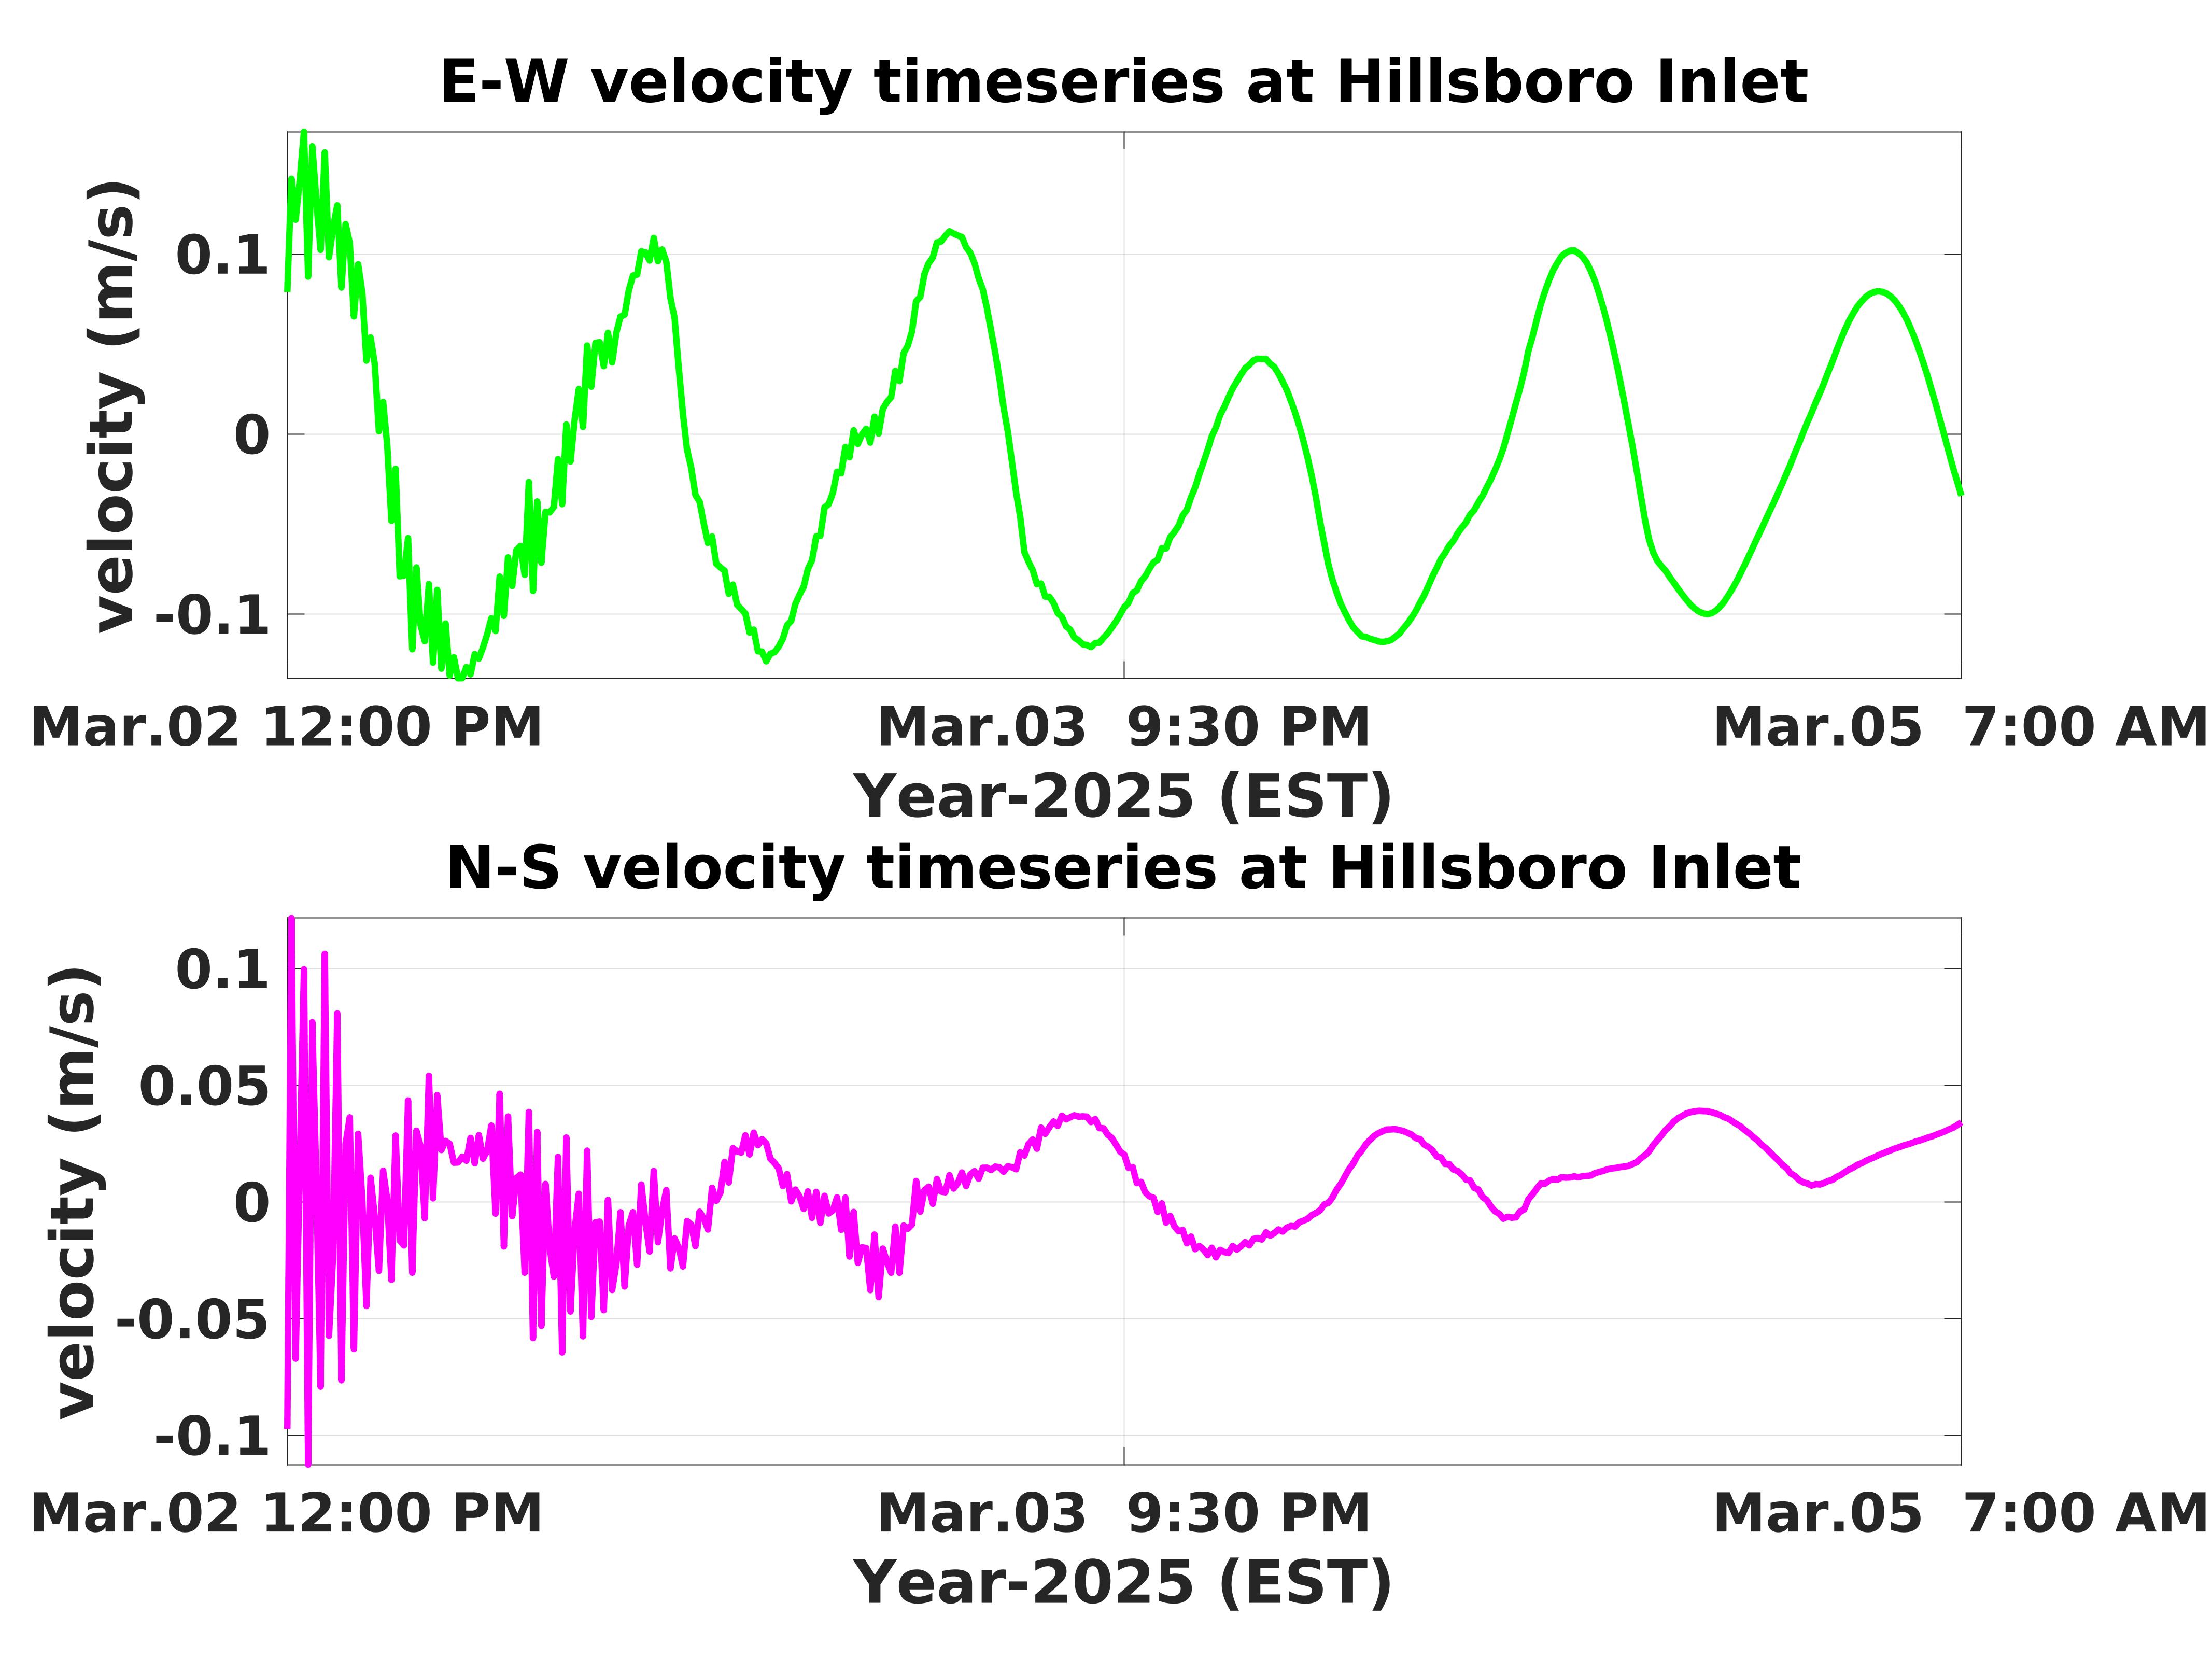 E-W velocity timeseries at Hillsboro Inlet
velocity (m/s)
0.1
0
-0.1
Mar.02 12:00 PM Mar.03 9:30 PM Mar.05 7:00 AM
Year-2025 (EST)
N-S velocity timeseries at Hillsboro Inlet
velocity (m/s)
0.1
0.05
0
-0.05
-0.1
Mar.02 12:00 PM Mar.03 9:30 PM Mar.05 7:00 AM
Year-2025 (EST)